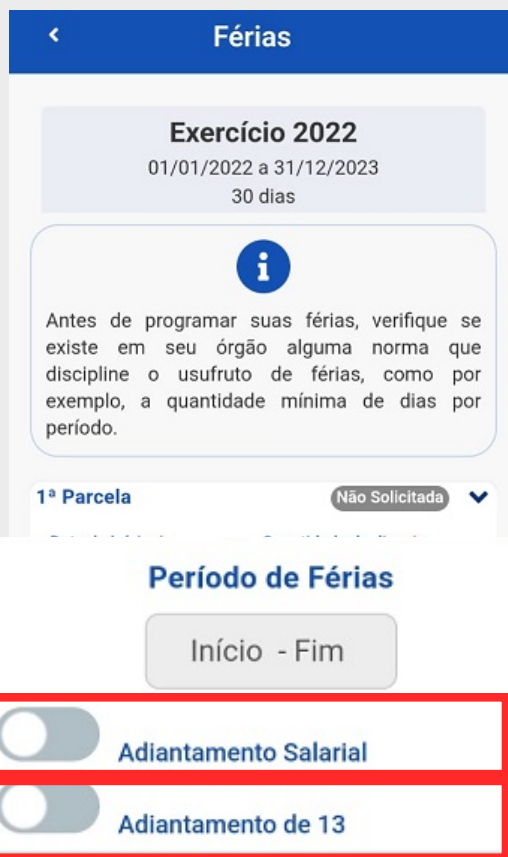 Férias
Exercício 2022
01/01/2022 a 31/12/2023
30 dias
Antes de programar suas férias, verifique se
existe em seu órgão alguma norma que
discipline o usufruto de férias, como por
exemplo, a quantidade mínima de dias por
período.
1ª Parcela Não Solicitada
Período de Férias
Início - Fim
Adiantamento Salarial
Adiantamento de 13